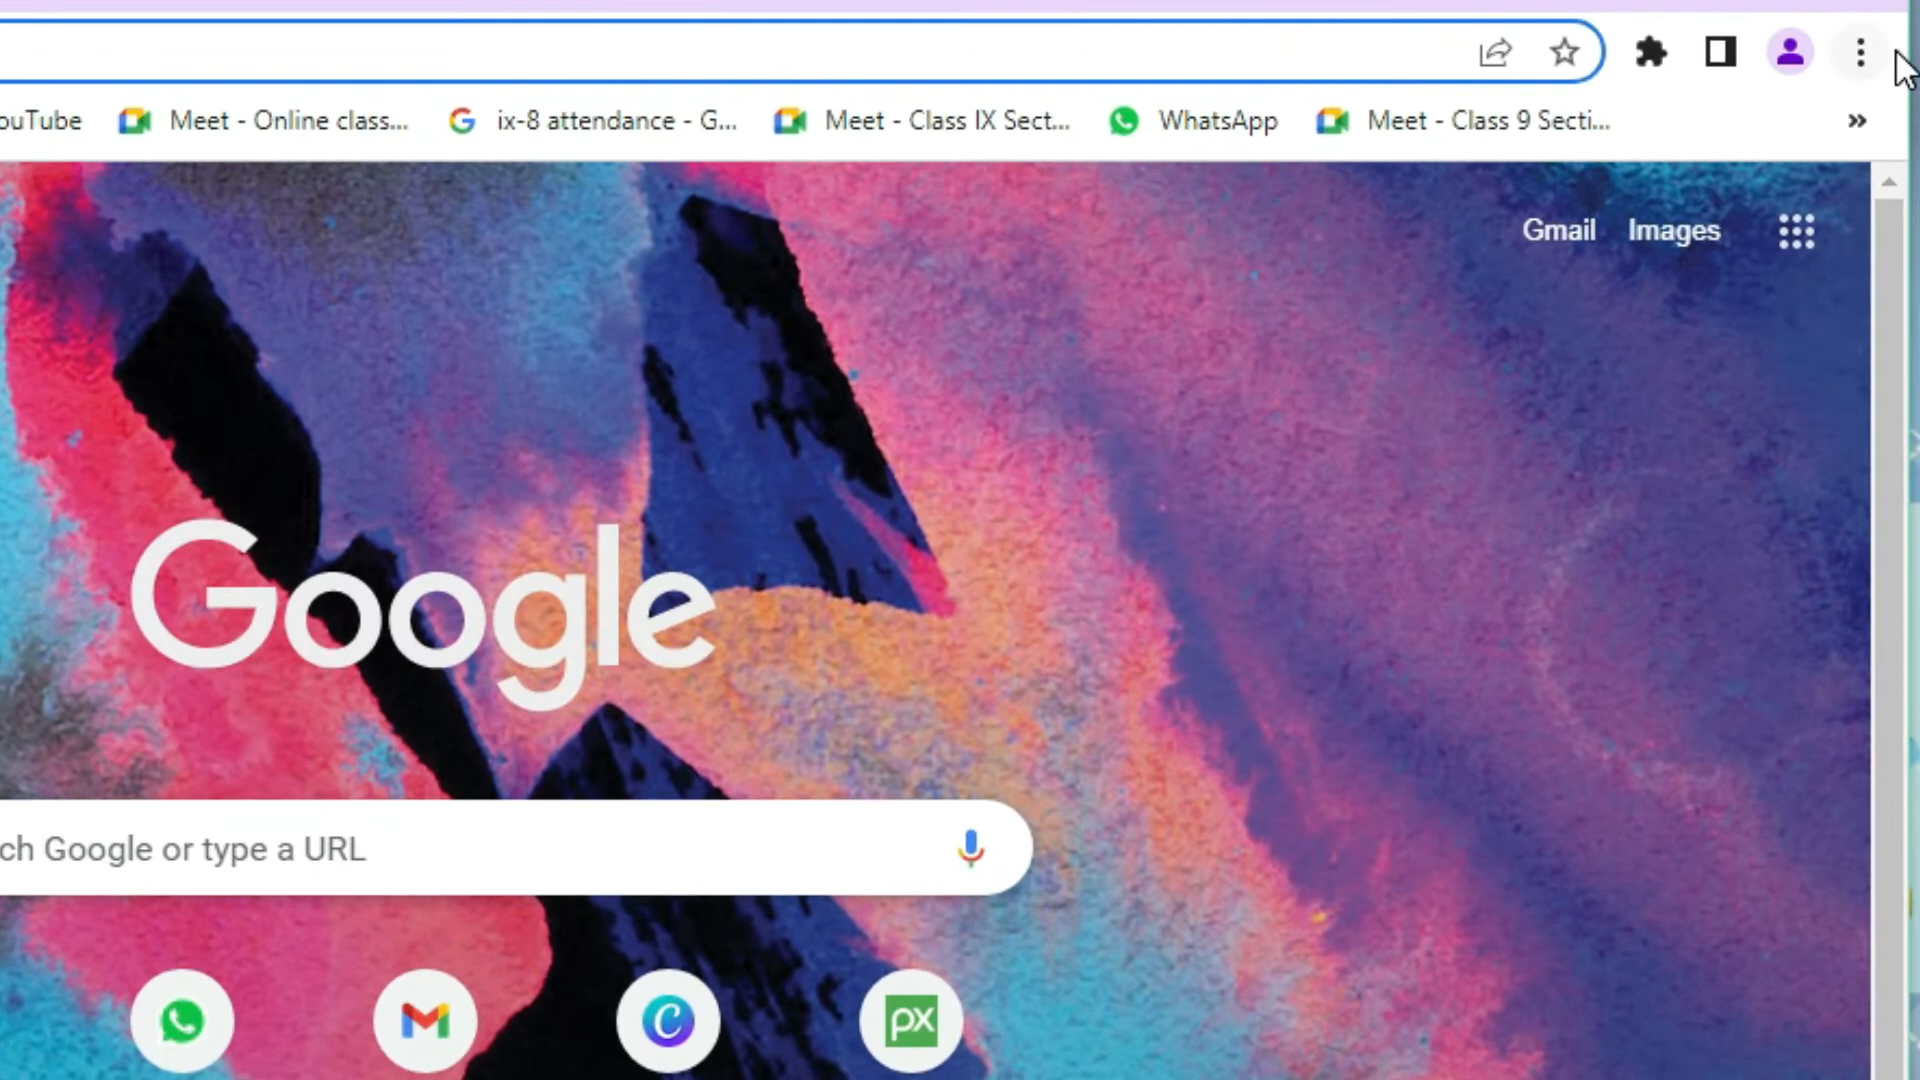 ouTube Meet - Online class... ix-8 attendance - G... Meet - Class IX Sect... WhatsApp Meet - Class 9 Secti... »
Gmail Images
Google
ch Google or type a URL
C px